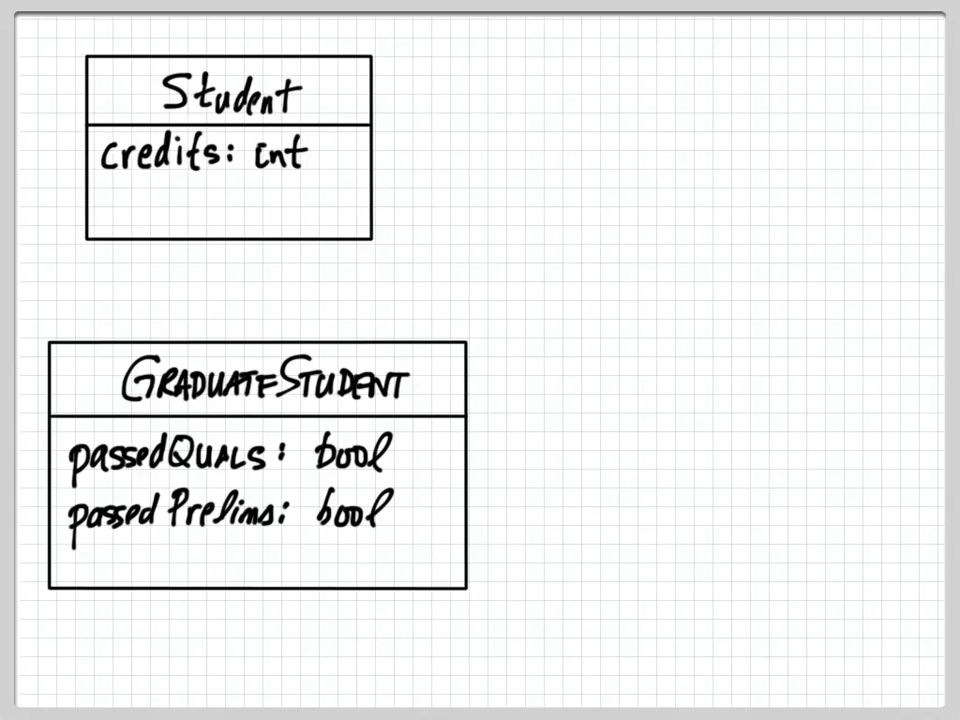 Student
credits: int
GRADUATESTUDENT
passedQUALS: bool
passedPrelims: bool